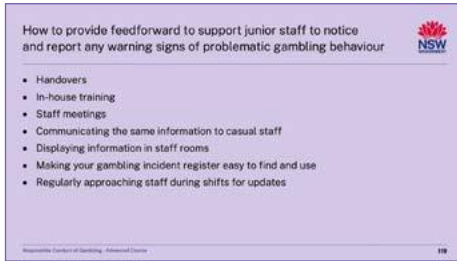 How to provide feedforward to support junior staff to notice
and report any warning signs of problematic gambling behaviour
NSW
GOVERNMENT
• Handovers
• In-house training
• Staff meetings
• Communicating the same information to casual staff
• Displaying information in staff rooms
• Making your gambling incident register easy to find and use
• Regularly approaching staff during shifts for updates
Responsible Conduct of Gambling - Advanced Course